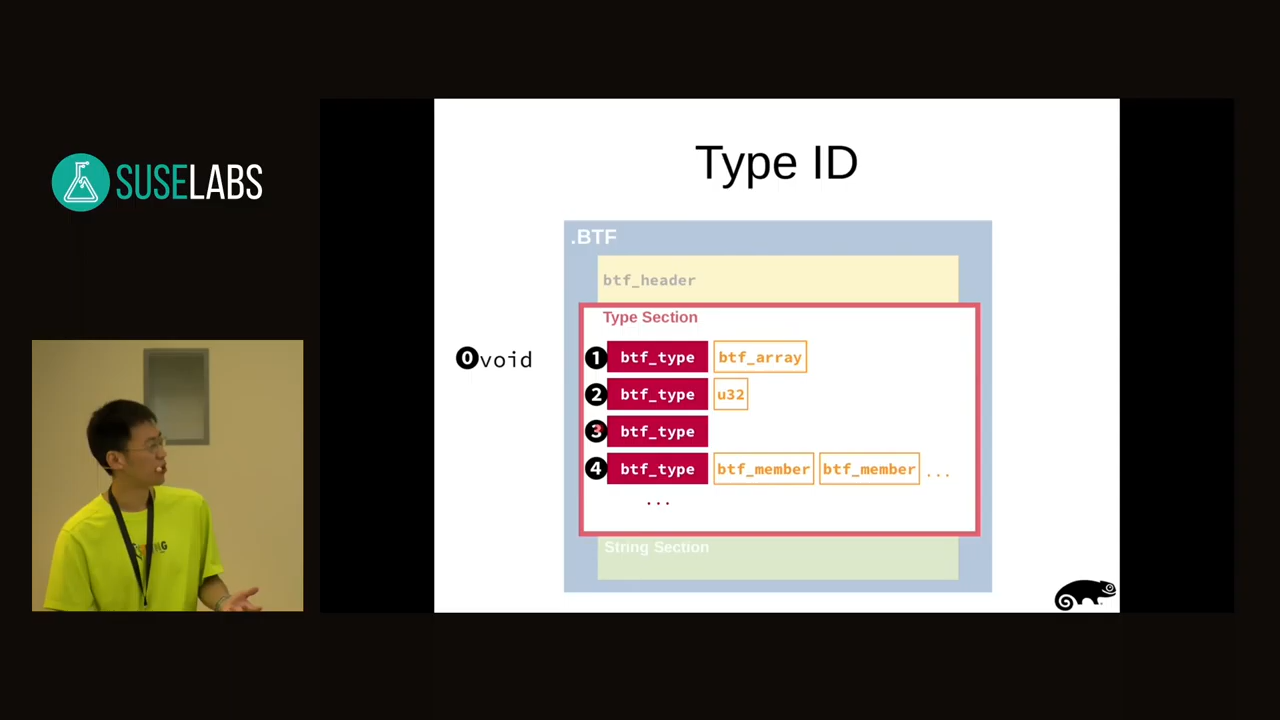 SUSELABS
Type ID
.BTF
btf_header
Type Section
0 void
1 btf_type btf_array
2 btf_type u32
3 btf_type
4 btf_type btf_member btf_member ...
...
String Section